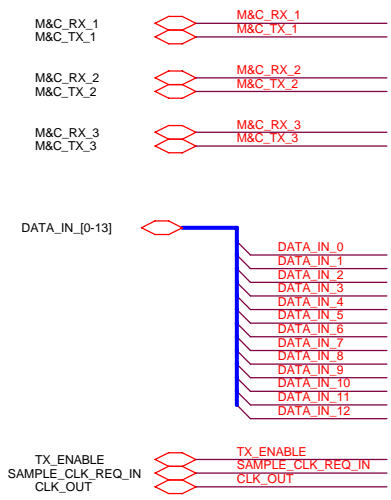 M&C_RX_1 M&C_RX_1
M&C_TX_1 M&C_TX_1
M&C_RX_2 M&C_RX_2
M&C_TX_2 M&C_TX_2
M&C_RX_3 M&C_RX_3
M&C_TX_3 M&C_TX_3
DATA_IN_[0-13]
DATA_IN_0
DATA_IN_1
DATA_IN_2
DATA_IN_3
DATA_IN_4
DATA_IN_5
DATA_IN_6
DATA_IN_7
DATA_IN_8
DATA_IN_9
DATA_IN_10
DATA_IN_11
DATA_IN_12
TX_ENABLE TX_ENABLE
SAMPLE_CLK_REQ_IN SAMPLE_CLK_REQ_IN
CLK_OUT CLK_OUT